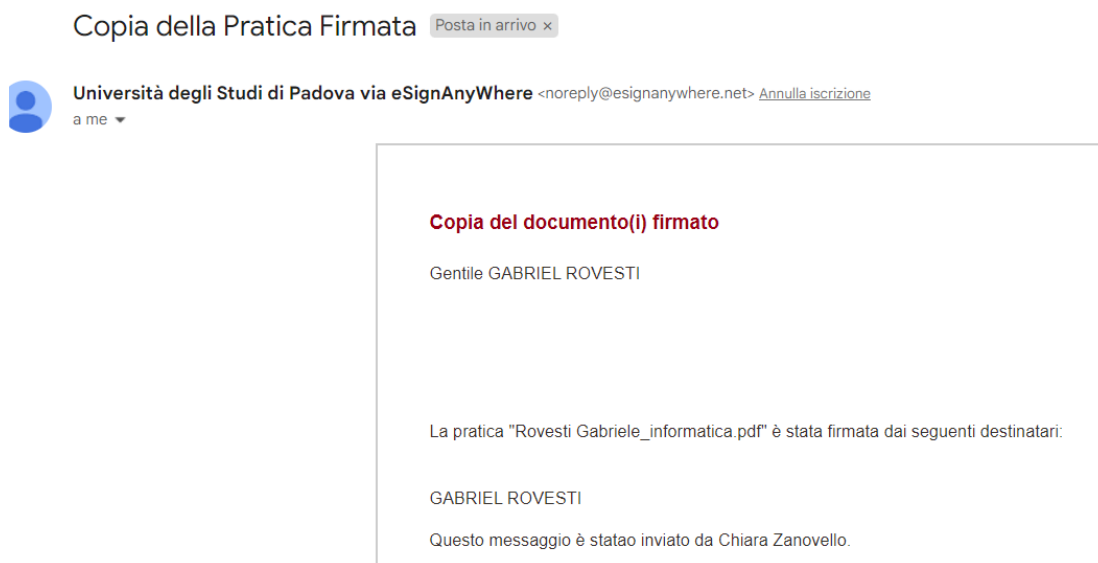 Copia della Pratica Firmata Posta in arrivo ×
Università degli Studi di Padova via eSignAnyWhere <noreply@esignanywhere.net> Annulla iscrizione
a me
Copia del documento(i) firmato
Gentile GABRIEL ROVESTI
La pratica "Rovesti Gabriele_informatica.pdf" è stata firmata dai seguenti destinatari:
GABRIEL ROVESTI
Questo messaggio è statao inviato da Chiara Zanovello.